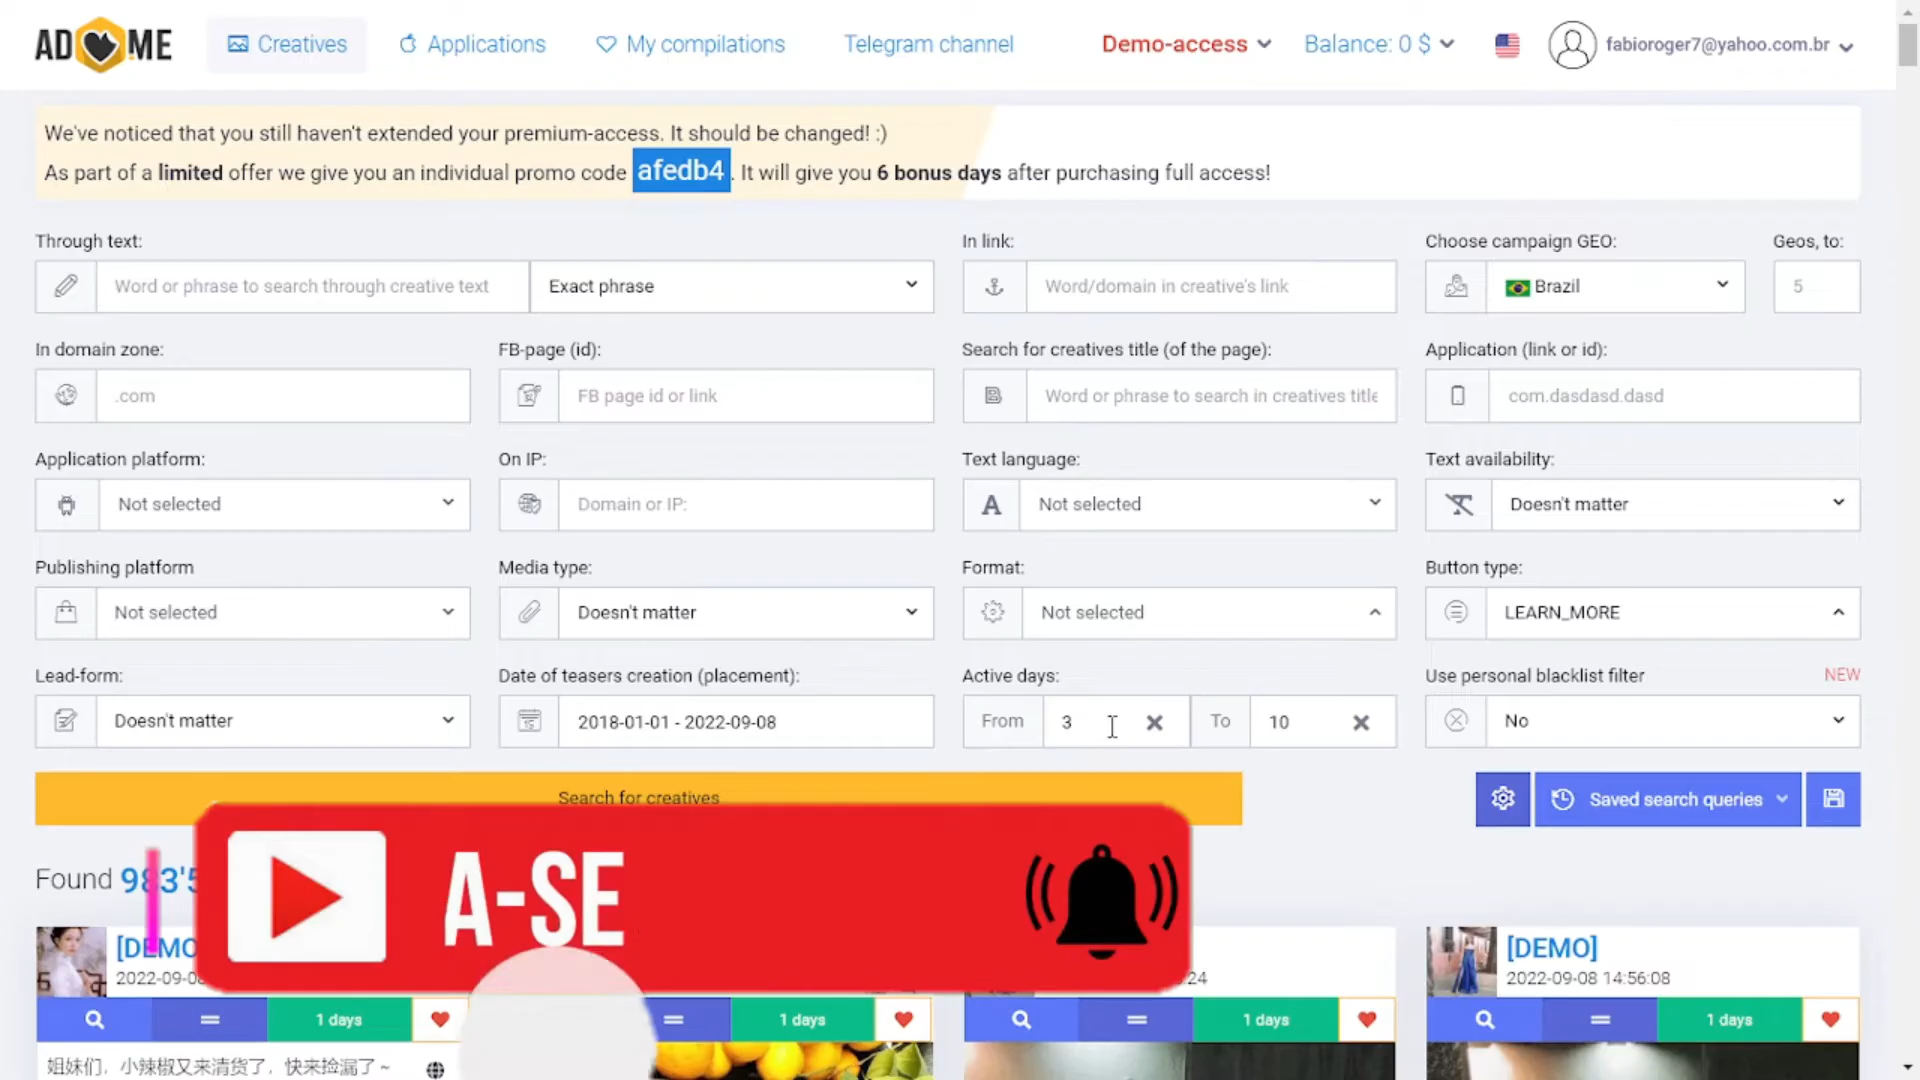 AD ME
Creatives
Applications
My compilations
Telegram channel
Demo-access
Balance: 0 $
fabioroger7@yahoo.com.br
We've noticed that you still haven't extended your premium-access. It should be changed! :)
As part of a limited offer we give you an individual promo code afedb4. It will give you 6 bonus days after purchasing full access!
Through text:
In link:
Choose campaign GEO:
Geos, to:
Word or phrase to search through creative text
Exact phrase
Word/domain in creative's link
Brazil
5
In domain zone:
FB-page (id):
Search for creatives title (of the page):
Application (link or id):
.com
FB page id or link
Word or phrase to search in creatives title
com.dasdasd.dasd
Application platform:
On IP:
Text language:
Text availability:
Not selected
Domain or IP:
Not selected
Doesn't matter
Publishing platform
Media type:
Format:
Button type:
Not selected
Doesn't matter
Not selected
LEARN_MORE
Lead-form:
Date of teasers creation (placement):
Active days:
Use personal blacklist filter
NEW
Doesn't matter
2018-01-01 - 2022-09-08
From
3
To
10
No
Search for creatives
Saved search queries
Found
A-SE
[DEMO]
2022-09-08 14:56:08
1 days
1 days
1 days
1 days
姐妹们，小辣椒又来清货了，快来捡漏了~